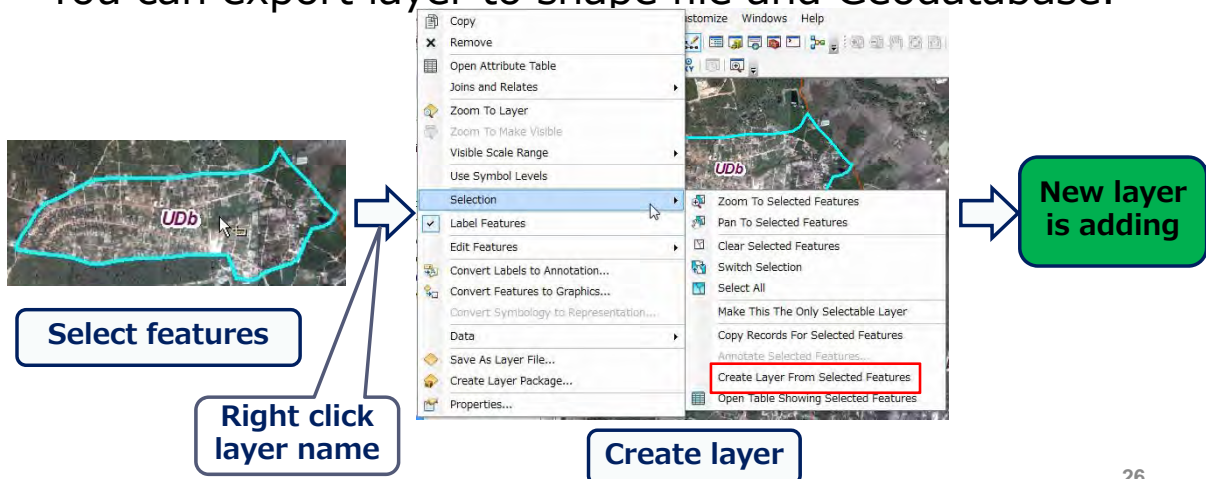 You can export layer to shape file and Geodatabase.
Copy
Remove
Open Attribute Table
Joins and Relates
Zoom To Layer
Zoom To Make Visible
Visible Scale Range
Use Symbol Levels
Selection
Label Features
Edit Features
Convert Labels to Annotation...
Convert Features to Graphics...
Convert Symbology to Representation...
Data
Save As Layer File...
Create Layer Package...
Properties...
stomize Windows Help
UDb
Zoom To Selected Features
Pan To Selected Features
Clear Selected Features
Switch Selection
Select All
Make This The Only Selectable Layer
Copy Records For Selected Features
Annotate Selected Features...
Create Layer From Selected Features
Open Table Showing Selected Features
UDb
Select features
Right click
layer name
Create layer
New layer
is adding
26